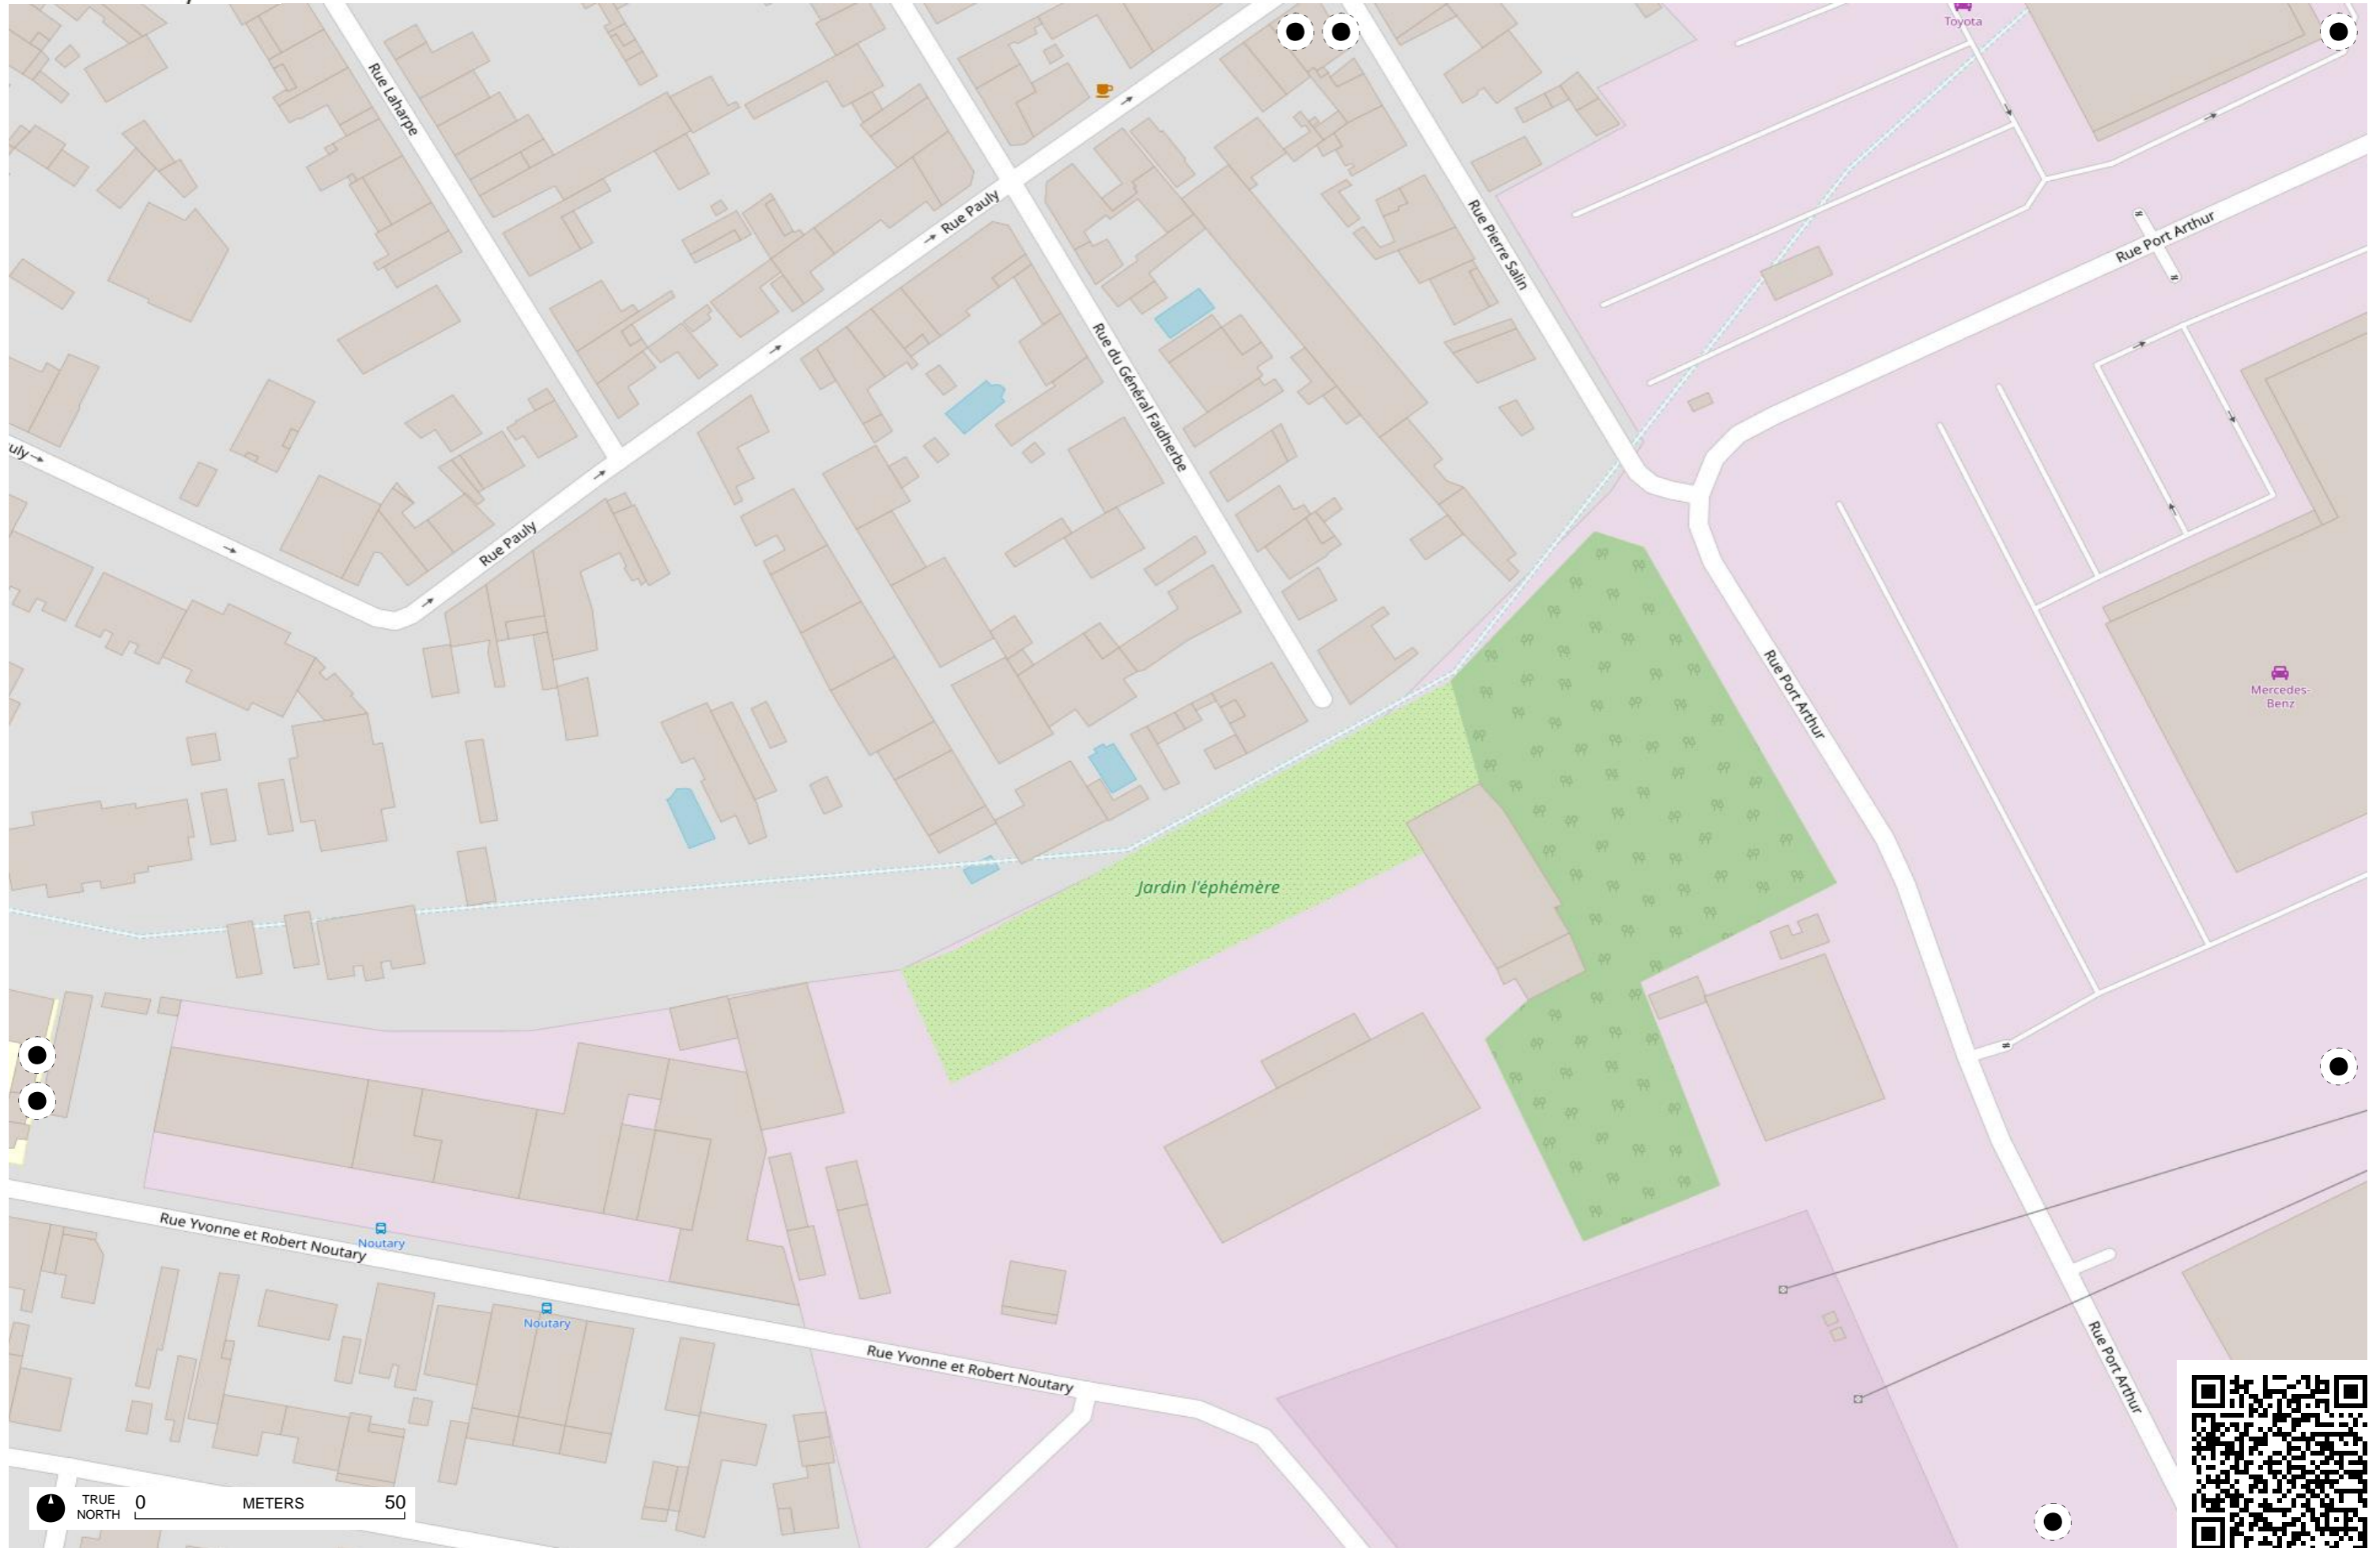 Toyota
Rue Laharpe
Rue Pauly
Rue Pierre Salin
Rue Port Arthur
Rue du Général Faidherbe
uly
Rue Pauly
Rue Port Arthur
Mercedes-
Benz
Jardin l'éphémère
Rue Yvonne et Robert Noutary
Noutary
Noutary
Rue Yvonne et Robert Noutary
Rue Port Arthur
TRUE
NORTH
0 METERS 50